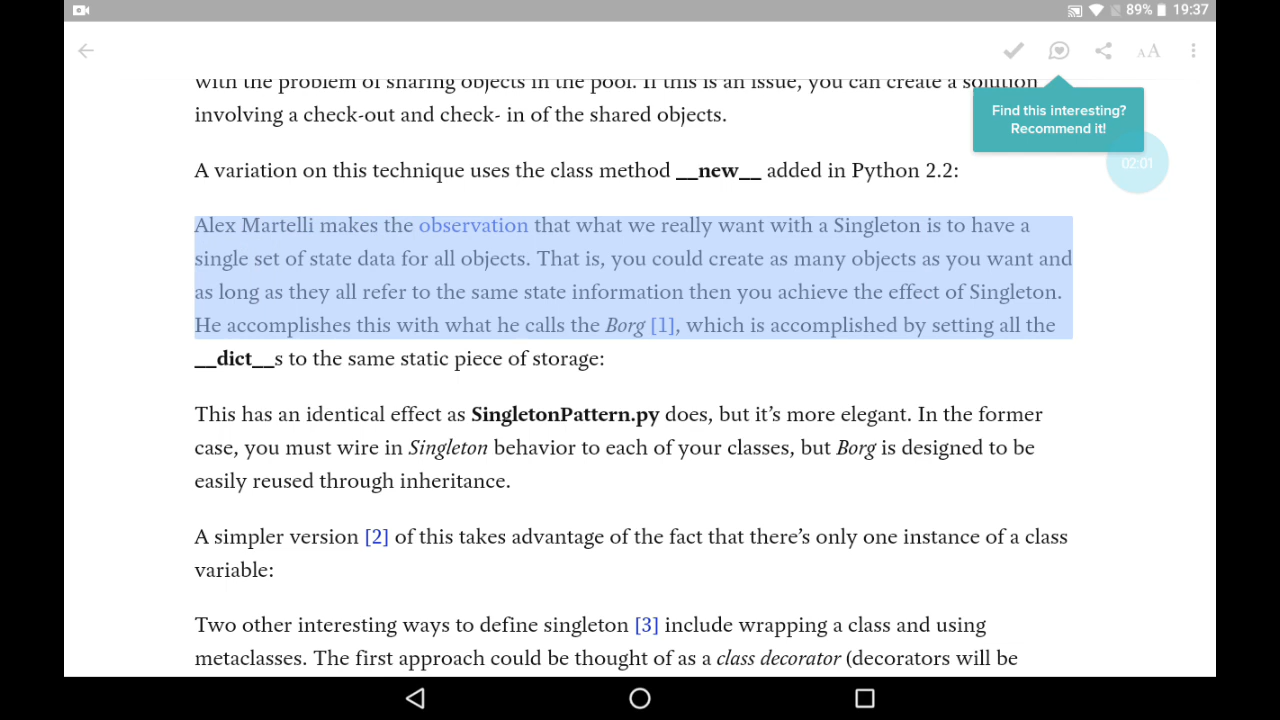 89% 19:37
AA
with the problem of sharing objects in the pool. If this is an issue, you can create a solution
Find this interesting?
Recommend it!
involving a check-out and check- in of the shared objects.
02:01
A variation on this technique uses the class method __new__ added in Python 2.2:
Alex Martelli makes the observation that what we really want with a Singleton is to have a
single set of state data for all objects. That is, you could create as many objects as you want and
as long as they all refer to the same state information then you achieve the effect of Singleton.
He accomplishes this with what he calls the Borg [1], which is accomplished by setting all the
__dict__s to the same static piece of storage:
This has an identical effect as SingletonPattern.py does, but it’s more elegant. In the former
case, you must wire in Singleton behavior to each of your classes, but Borg is designed to be
easily reused through inheritance.
A simpler version [2] of this takes advantage of the fact that there’s only one instance of a class
variable:
Two other interesting ways to define singleton [3] include wrapping a class and using
metaclasses. The first approach could be thought of as a class decorator (decorators will be